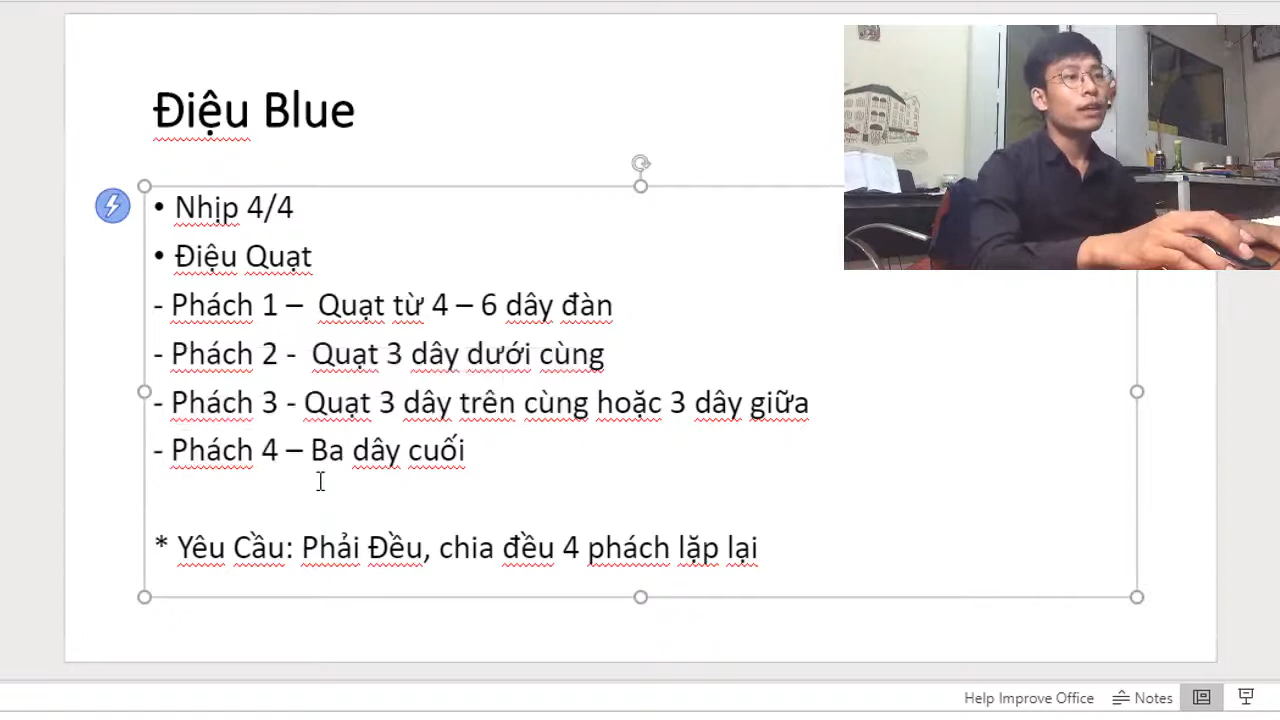 Điệu Blue
• Nhịp 4/4
• Điệu Quạt
- Phách 1 – Quạt từ 4 – 6 dây đàn
- Phách 2 - Quạt 3 dây dưới cùng
- Phách 3 - Quạt 3 dây trên cùng hoặc 3 dây giữa
- Phách 4 – Ba dây cuối
* Yêu Cầu: Phải Đều, chia đều 4 phách lặp lại
Help Improve Office Notes